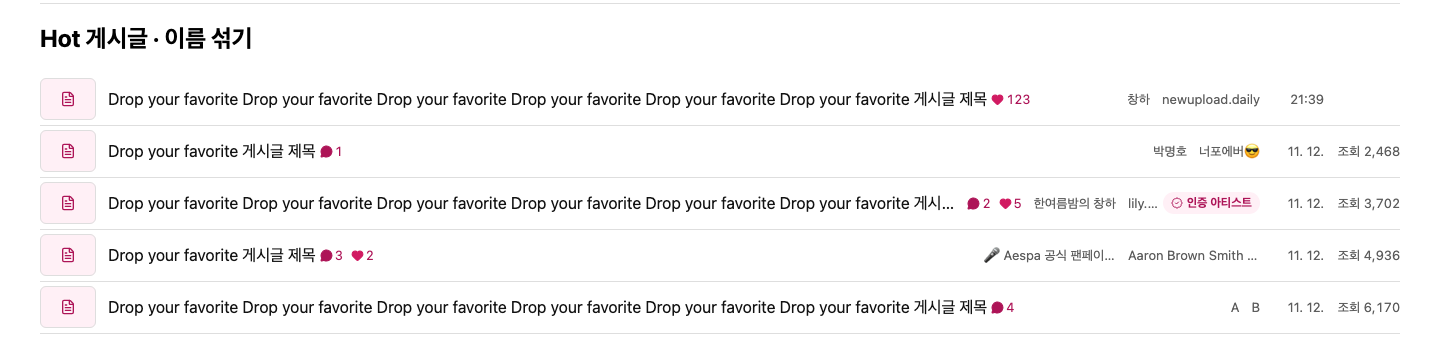 Hot 게시글 · 이름 섞기
Drop your favorite Drop your favorite Drop your favorite Drop your favorite Drop your favorite Drop your favorite 게시글 제목 123 창하 newupload.daily 21:39
Drop your favorite 게시글 제목 1 박명호 너포에버😎 11. 12. 조회 2,468
Drop your favorite Drop your favorite Drop your favorite Drop your favorite Drop your favorite Drop your favorite 게시... 2 5 한여름밤의 창하 lily.... 인증 아티스트 11. 12. 조회 3,702
Drop your favorite 게시글 제목 3 2 🎤 Aespa 공식 팬페이... Aaron Brown Smith ... 11. 12. 조회 4,936
Drop your favorite Drop your favorite Drop your favorite Drop your favorite Drop your favorite Drop your favorite 게시글 제목 4 A B 11. 12. 조회 6,170